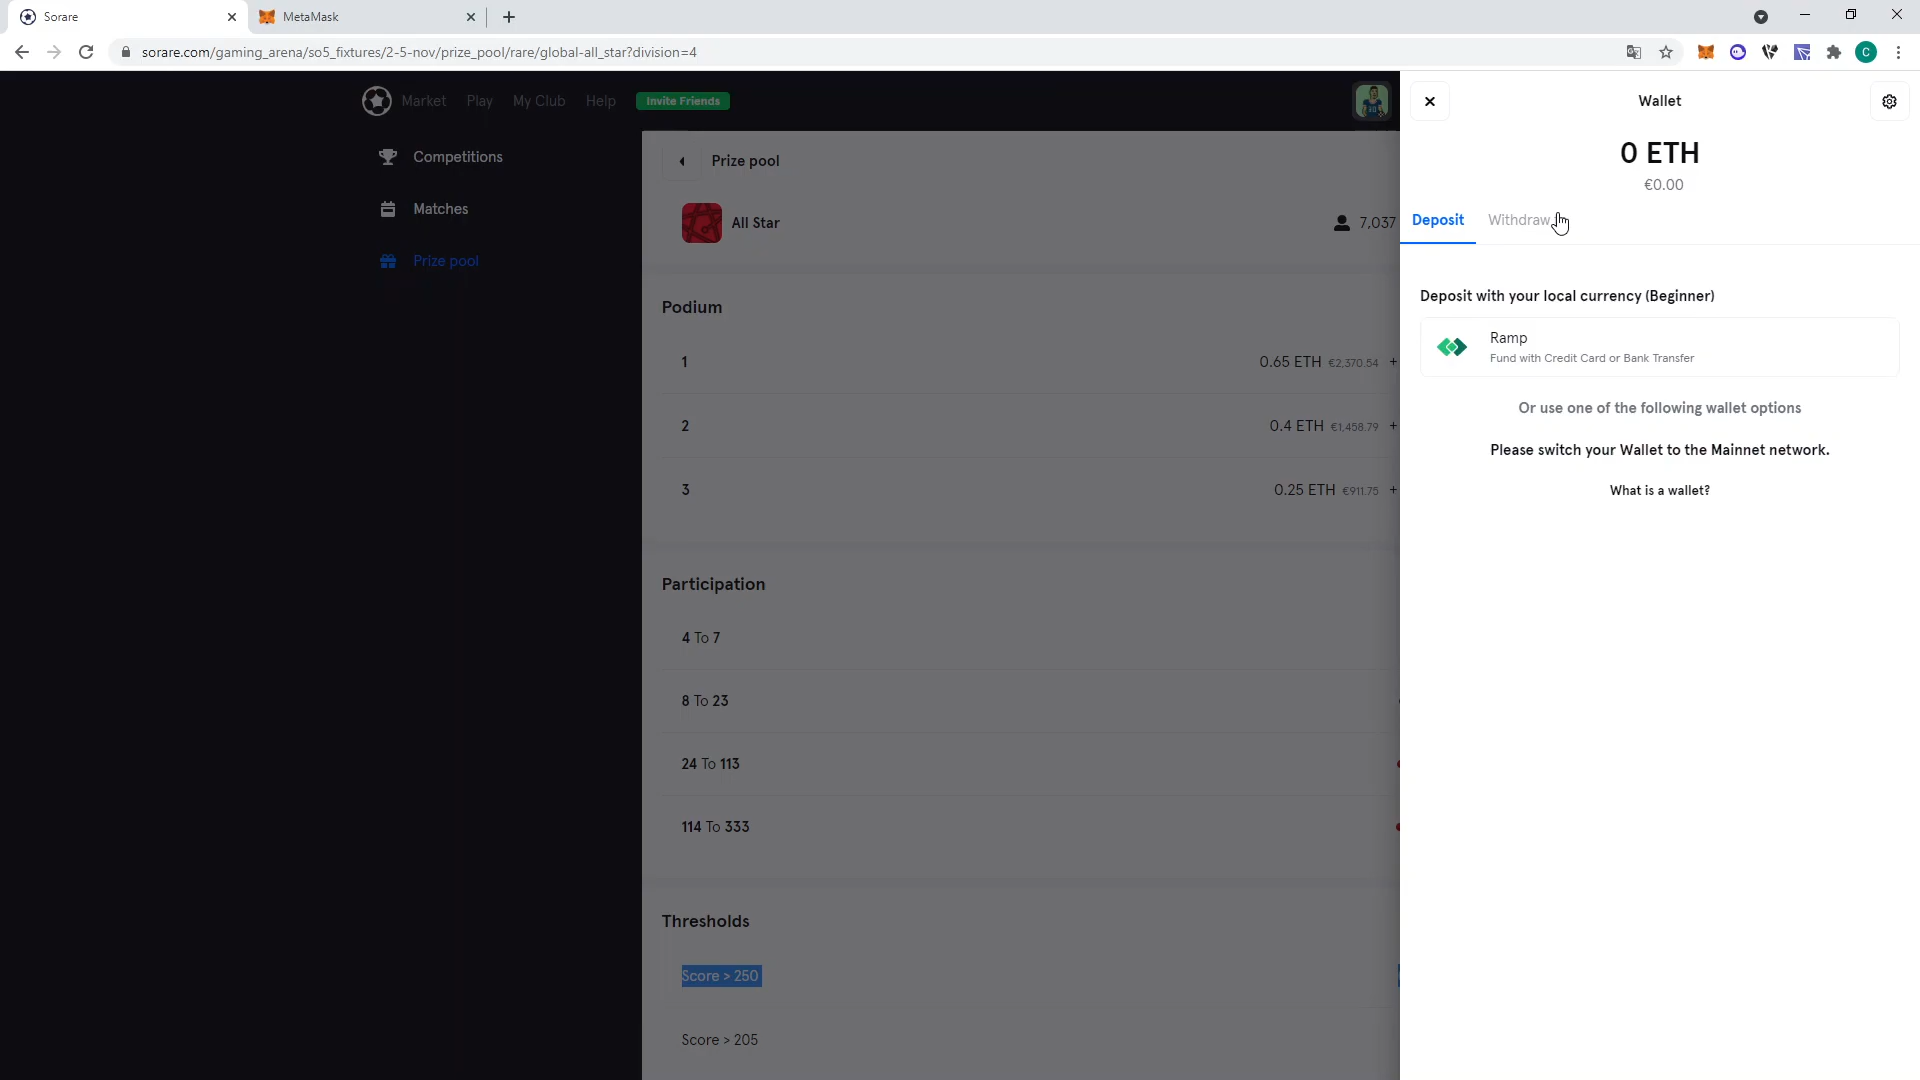 Sorare
MetaMask
sorare.com/gaming_arena/so5_fixtures/2-5-nov/prize_pool/rare/global-all_star?division=4
C
Market Play My Club Help Invite Friends
Competitions
Matches
Prize pool
Prize pool
All Star 7,037
Podium
1 0.65 ETH €2,370.54 +
2 0.4 ETH €1,458.79 +
3 0.25 ETH €911.75 +
Participation
4 To 7
8 To 23
24 To 113
114 To 333
Thresholds
Score > 250
Score > 205
Wallet
0 ETH
€0.00
Deposit Withdraw
Deposit with your local currency (Beginner)
Ramp
Fund with Credit Card or Bank Transfer
Or use one of the following wallet options
Please switch your Wallet to the Mainnet network.
What is a wallet?